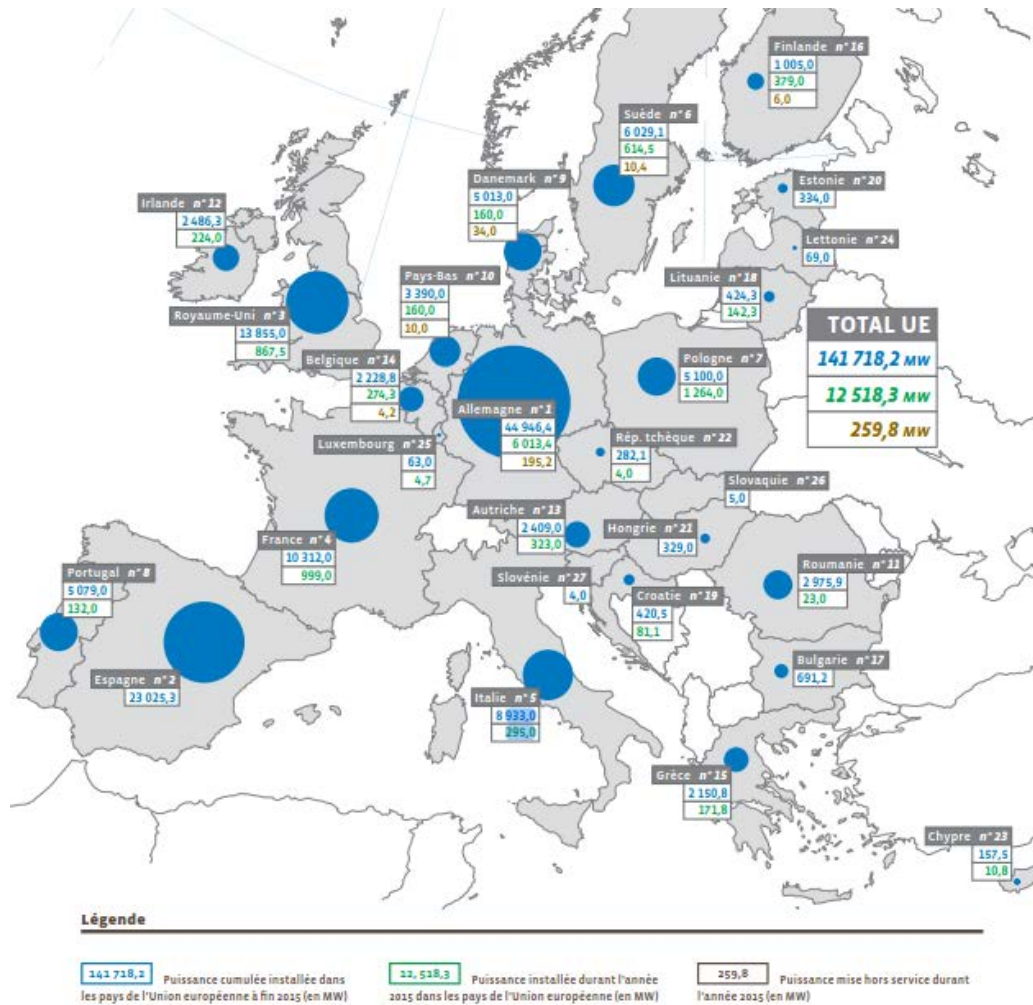 Finlande n°16
1 005,0
379,0
6,0
Suède n°6
6 029,1
614,5
10,4
Danemark n°9
5 013,0
160,0
34,0
Estonie n°20
334,0
Irlande n°12
2 486,3
224,0
Lettonie n°24
69,0
Pays-Bas n°10
3 390,0
160,0
10,0
Lituanie n°18
424,3
142,3
Royaume-Uni n°3
13 855,0
867,5
TOTAL UE
141 718,2 MW
12 518,3 MW
259,8 MW
Belgique n°14
2 228,8
274,3
4,2
Pologne n°7
5 100,0
1 264,0
Allemagne n°1
44 946,4
6 013,4
195,2
Luxembourg n°25
63,0
4,7
Rép. tchèque n°22
282,1
4,0
Slovaquie n°26
5,0
Autriche n°13
2 409,0
323,0
Hongrie n°21
329,0
France n°4
10 312,0
999,0
Roumanie n°11
2 975,9
23,0
Portugal n°8
5 079,0
132,0
Slovénie n°27
4,0
Croatie n°19
420,5
81,1
Bulgarie n°17
691,2
Espagne n°2
23 025,3
Italie n°5
8 933,0
295,0
Grèce n°15
2 150,8
171,8
Chypre n°23
157,5
10,8
Légende
141 718,2 Puissance cumulée installée dans
les pays de l'Union européenne à fin 2015 (en MW)
12, 518,3 Puissance installée durant l'année
2015 dans les pays de l'Union européenne (en MW)
259,8 Puissance mise hors service durant
l'année 2015 (en MW)